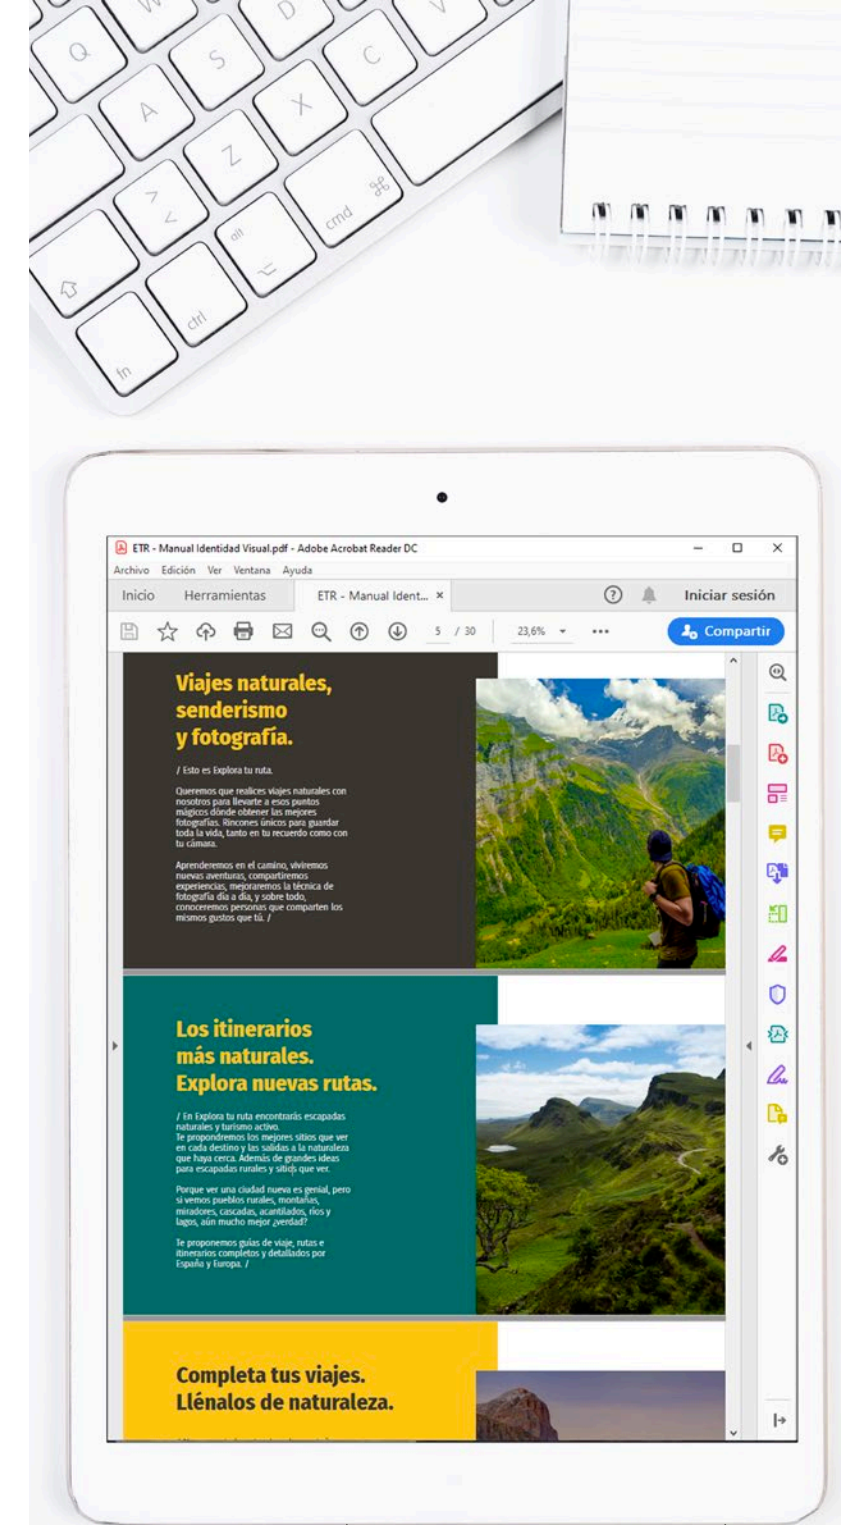 Q
W
D
V
A
S
C
X
Z
>
<
alt
cmd
ctrl
fn
ETR - Manual Identidad Visual.pdf - Adobe Acrobat Reader DC
Archivo Edición Ver Ventana Ayuda
Inicio Herramientas ETR - Manual Ident... × Iniciar sesión
5 / 30 23,6% Compartir
Viajes naturales,
senderismo
y fotografía.
/ Esto es Explora tu ruta.
Queremos que realices viajes naturales con
nosotros para llevarte a esos puntos
mágicos dónde obtener las mejores
fotografías. Rincones únicos para guardar
toda la vida, tanto en tu recuerdo como con
tu cámara.
Aprenderemos en el camino, viviremos
nuevas aventuras, compartiremos
experiencias, mejoraremos la técnica de
fotografía día a día, y sobre todo,
conoceremos personas que comparten los
mismos gustos que tú. /
Los itinerarios
más naturales.
Explora nuevas rutas.
/ En Explora tu ruta encontrarás escapadas
naturales y turismo activo.
Te propondremos los mejores sitios que ver
en cada destino y las salidas a la naturaleza
que haya cerca. Además de grandes ideas
para escapadas rurales y sitios que ver.
Porque ver una ciudad nueva es genial, pero
si vemos pueblos rurales, montañas,
miradores, cascadas, acantilados, ríos y
lagos, aún mucho mejor ¿verdad?
Te proponemos guías de viaje, rutas e
itinerarios completos y detallados por
España y Europa. /
Completa tus viajes.
Llénalos de naturaleza.